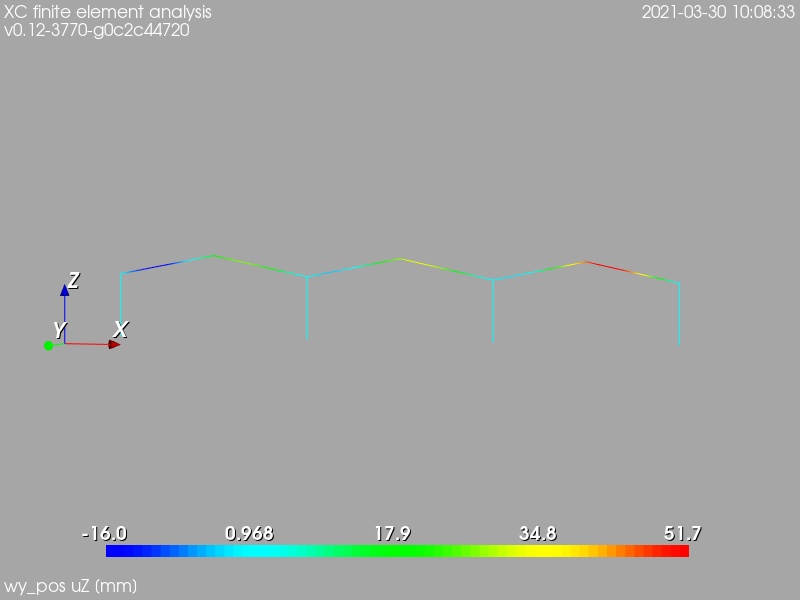 XC finite element analysis
2021-03-30 10:08:33
v0.12-3770-g0c2c44720
Z
Y
X
-16.0 0.968 17.9 34.8 51.7
wy_pos uZ (mm)